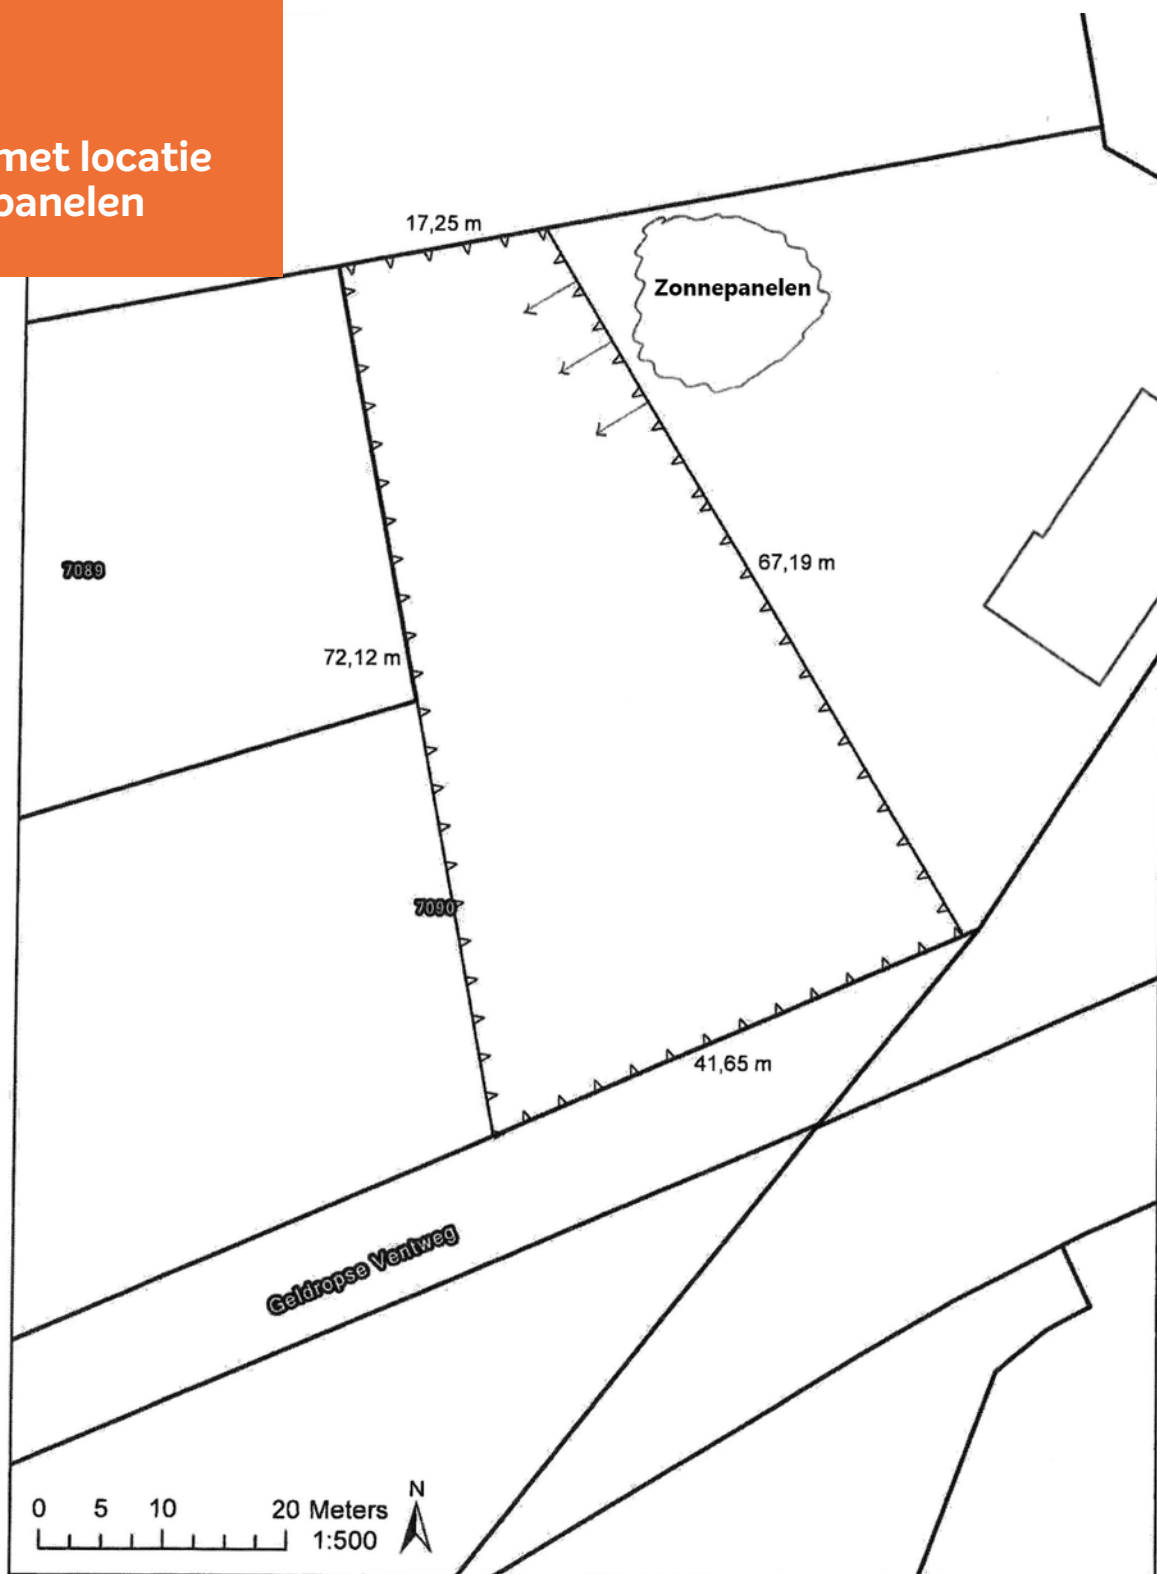 met locatie
panelen
17,25 m
Zonnepanelen
67,19 m
7089
72,12 m
7090
41,65 m
Geldropse Ventweg
0 5 10 20 Meters
1:500
N